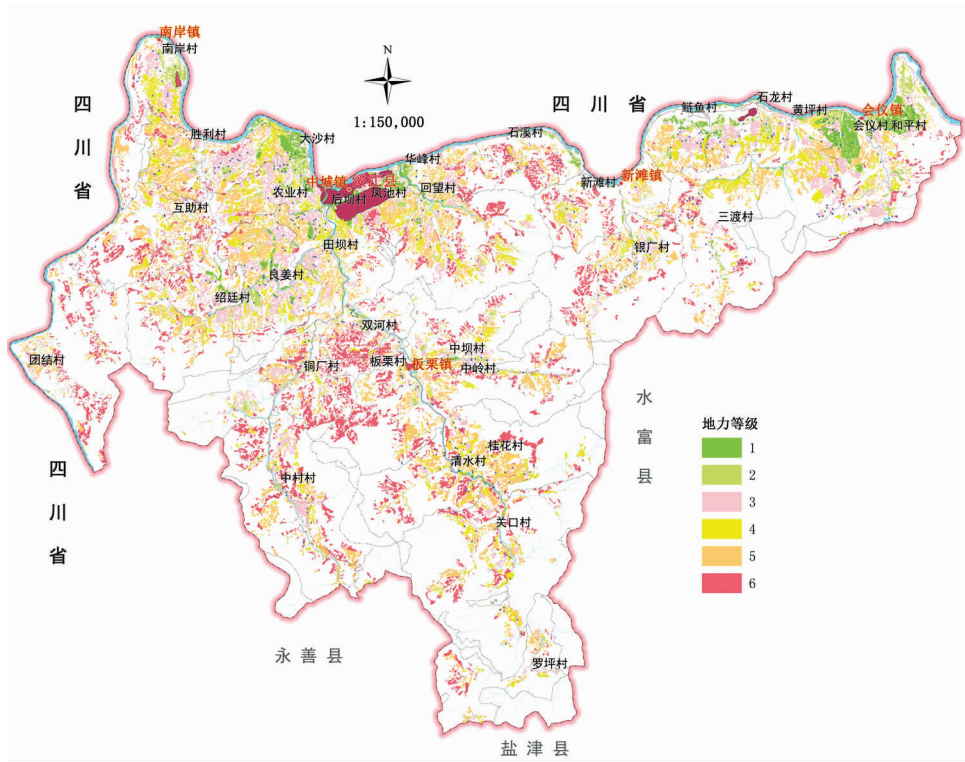 南岸镇
南岸村
N
1:150,000
四川省
四川省
胜利村
大沙村
石溪村
鲢鱼村
石龙村
黄坪村
会仪镇
会仪村
和平村
华峰村
中城镇
农业村
后坝村
凤池村
回望村
新滩村
新滩镇
互助村
三渡村
田坝村
银厂村
良姜村
绍廷村
双河村
团结村
铜厂村
板栗村
板栗镇
中坝村
中岭村
水富县
地力等级
1
2
3
4
5
6
四川省
桂花村
清水村
中村村
关口村
永善县
罗坪村
盐津县